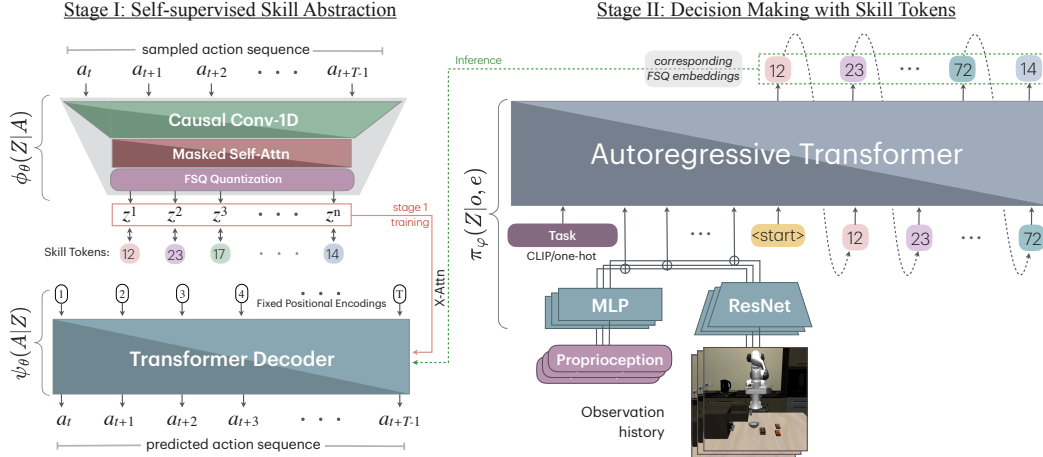 Stage I: Self-supervised Skill Abstraction
sampled action sequence
a_t a_{t+1} a_{t+2} · · · a_{t+T-1}
ϕ_θ(Z|A)
Causal Conv-1D
Masked Self-Attn
FSQ Quantization
z^1 z^2 z^3 · · · z^n
stage 1
training
Skill Tokens: 12 23 17 · · · 14
X-Attn
1 2 3 4 · · · T
Fixed Positional Encodings
ψ_θ(A|Z)
Transformer Decoder
a_t a_{t+1} a_{t+2} a_{t+3} · · · a_{t+T-1}
predicted action sequence
Stage II: Decision Making with Skill Tokens
Inference
corresponding
FSQ embeddings
12 23 ... 72 14
π_φ(Z|o, e)
Autoregressive Transformer
Task ... <start> 12 23 ... 72
CLIP/one-hot
MLP
ResNet
Proprioception
Observation
history